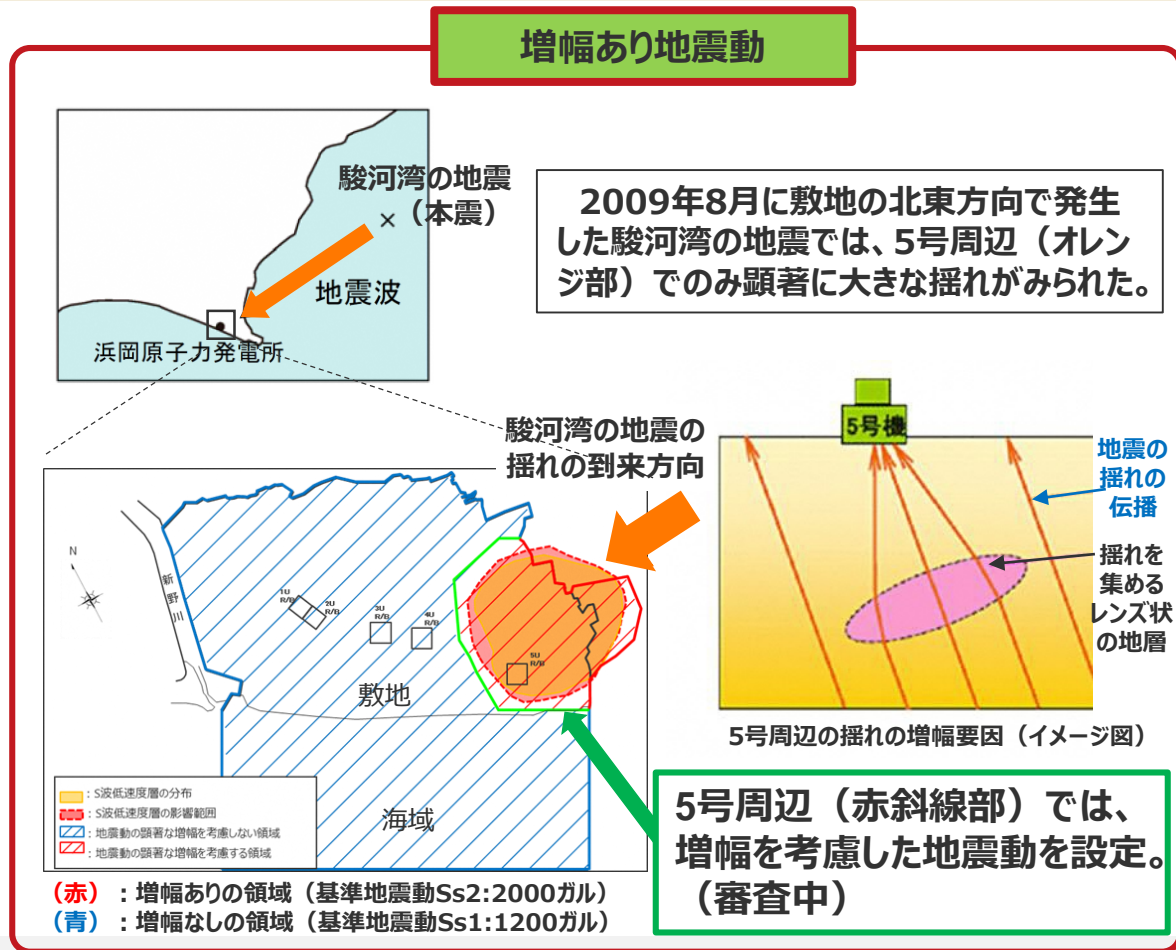 増幅あり地震動
駿河湾の地震
×（本震）
地震波
浜岡原子力発電所
2009年8月に敷地の北東方向で発生
した駿河湾の地震では、5号周辺（オレン
ジ部）でのみ顕著に大きな揺れがみられた。
駿河湾の地震の
揺れの到来方向
N
新野川
1U
R/B
2U
R/B
3U
R/B
4U
R/B
5U
R/B
敷地
海域
：S波低速度層の分布
：S波低速度層の影響範囲
：地震動の顕著な増幅を考慮しない領域
：地震動の顕著な増幅を考慮する領域
（赤）：増幅ありの領域（基準地震動Ss2:2000ガル）
（青）：増幅なしの領域（基準地震動Ss1:1200ガル）
5号機
地震の
揺れの
伝播
揺れを
集める
レンズ状
の地層
5号周辺の揺れの増幅要因（イメージ図）
5号周辺（赤斜線部）では、
増幅を考慮した地震動を設定。
（審査中）